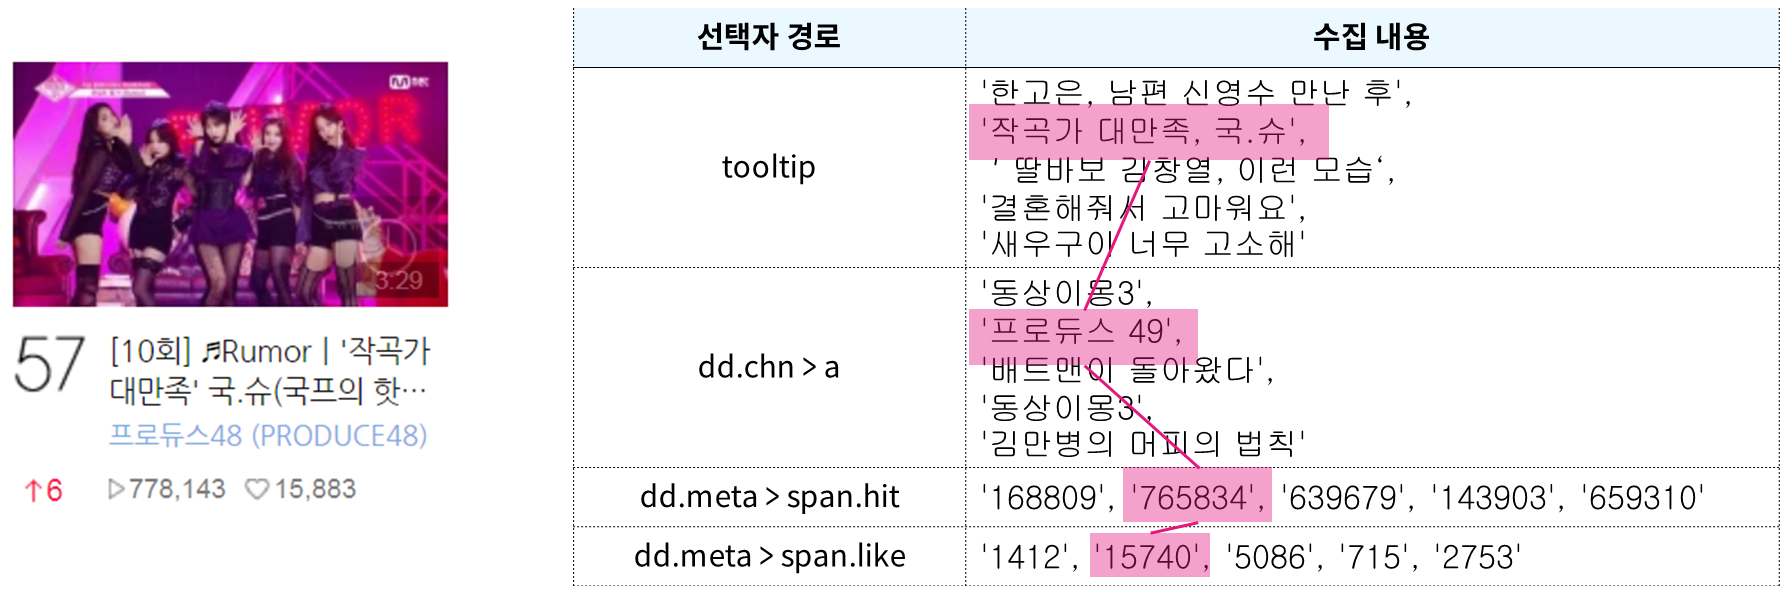 3:29
57
[10회] ♬Rumor | '작곡가
대만족' 국.슈(국프의 핫…
프로듀스48 (PRODUCE48)
↑6 ▷778,143 ♡15,883
선택자 경로 수집 내용
tooltip
'한고은, 남편 신영수 만난 후',
'작곡가 대만족, 국.슈',
' 딸바보 김창열, 이런 모습‘,
'결혼해줘서 고마워요',
'새우구이 너무 고소해'
dd.chn > a
'동상이몽3',
'프로듀스 49',
'배트맨이 돌아왔다',
'동상이몽3',
'김만병의 머피의 법칙'
dd.meta > span.hit '168809', '765834', '639679', '143903', '659310'
dd.meta > span.like '1412', '15740', '5086', '715', '2753'